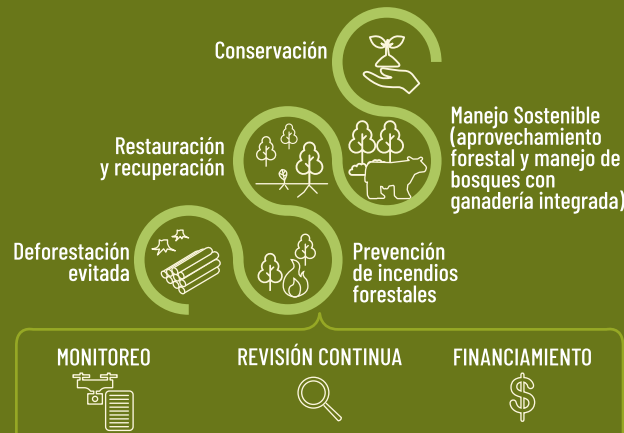 Conservación
Manejo Sostenible
(aprovechamiento
forestal y manejo de
bosques con
ganadería integrada)
Restauración
y recuperación
Deforestación
evitada
Prevención
de incendios
forestales
MONITOREO
REVISIÓN CONTINUA
FINANCIAMIENTO
$